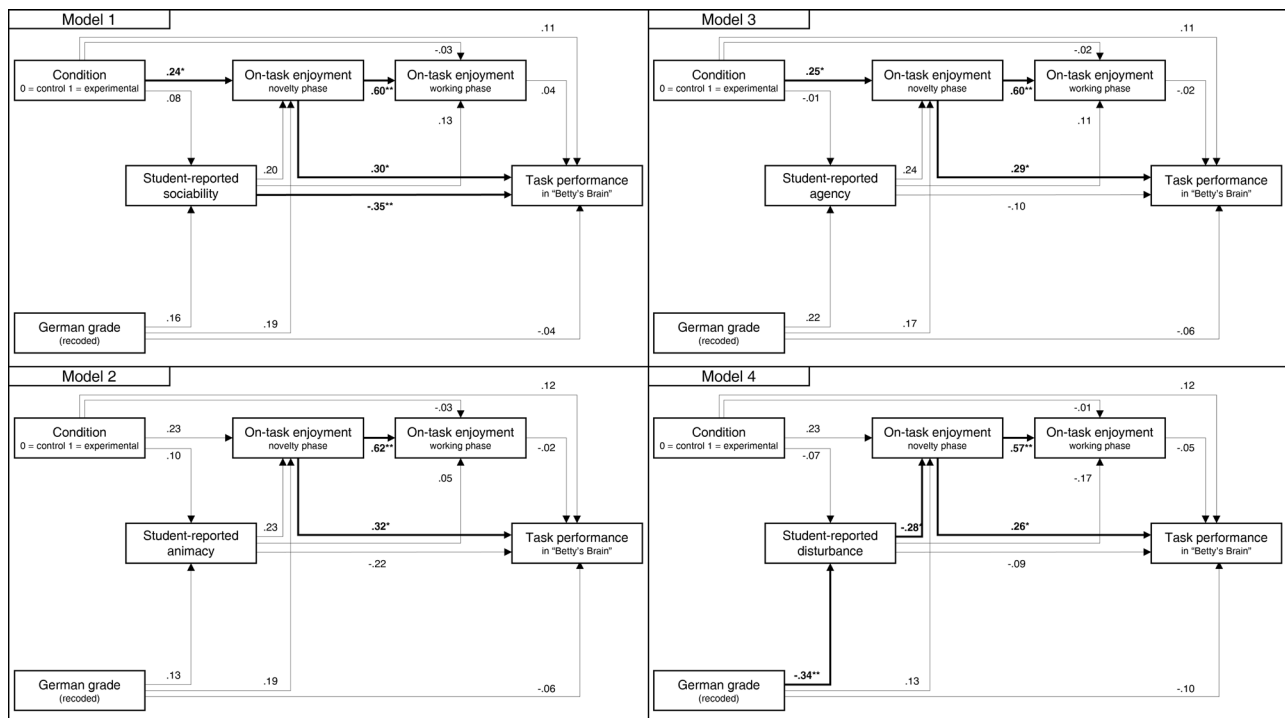 Model 1
.11
-.03
Condition
0 = control 1 = experimental
.24*
On-task enjoyment
novelty phase
.60**
On-task enjoyment
working phase
.04
.08
.13
.20
.30*
Student-reported
sociability
-.35**
Task performance
in “Betty’s Brain”
German grade
(recoded)
.16
.19
-.04
Model 3
.11
-.02
Condition
0 = control 1 = experimental
.25*
On-task enjoyment
novelty phase
.60**
On-task enjoyment
working phase
-.02
-.01
.11
.24
.29*
Student-reported
agency
-.10
Task performance
in “Betty’s Brain”
German grade
(recoded)
.22
.17
-.06
Model 2
.12
-.03
Condition
0 = control 1 = experimental
.23
On-task enjoyment
novelty phase
.62**
On-task enjoyment
working phase
-.02
.10
.05
.23
.32*
Student-reported
animacy
-.22
Task performance
in “Betty’s Brain”
German grade
(recoded)
.13
.19
-.06
Model 4
.12
-.01
Condition
0 = control 1 = experimental
.23
On-task enjoyment
novelty phase
.57**
On-task enjoyment
working phase
-.05
-.07
-.17
-.28*
.26*
Student-reported
disturbance
-.09
Task performance
in “Betty’s Brain”
German grade
(recoded)
-.34**
.13
-.10